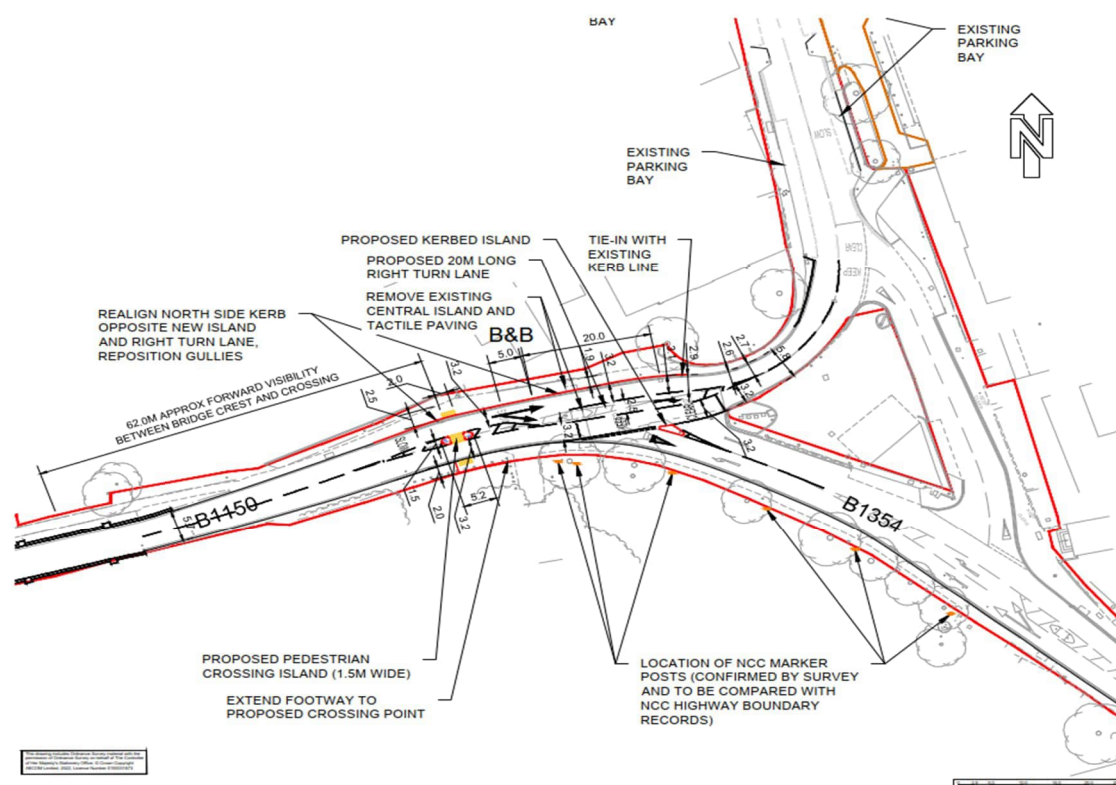 BAY
EXISTING
PARKING
BAY
N
SLOW
EXISTING
PARKING
BAY
KEEP
CLEAR
PROPOSED KERBED ISLAND
TIE-IN WITH
EXISTING
KERB LINE
PROPOSED 20M LONG
RIGHT TURN LANE
REMOVE EXISTING
CENTRAL ISLAND AND
TACTILE PAVING
REALIGN NORTH SIDE KERB
OPPOSITE NEW ISLAND
AND RIGHT TURN LANE,
REPOSITION GULLIES
B&B
20.0
5.0
1.9
3.2
2.9
2.6
2.7
5.8
3.2
3.2
2.0
2.5
62.0M APPROX FORWARD VISIBILITY
BETWEEN BRIDGE CREST AND CROSSING
SLOW
3.2
3.2
1.5
2.0
3.2
5.2
B1150
B1354
PROPOSED PEDESTRIAN
CROSSING ISLAND (1.5M WIDE)
EXTEND FOOTWAY TO
PROPOSED CROSSING POINT
LOCATION OF NCC MARKER
POSTS (CONFIRMED BY SURVEY
AND TO BE COMPARED WITH
NCC HIGHWAY BOUNDARY
RECORDS)